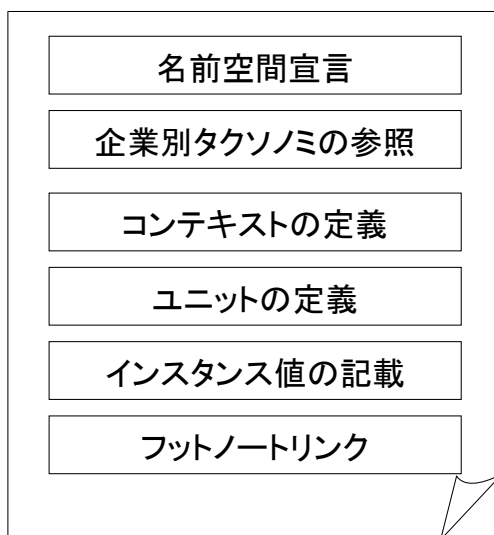 名前空間宣言
企業別タクソノミの参照
コンテキストの定義
ユニットの定義
インスタンス値の記載
フットノートリンク